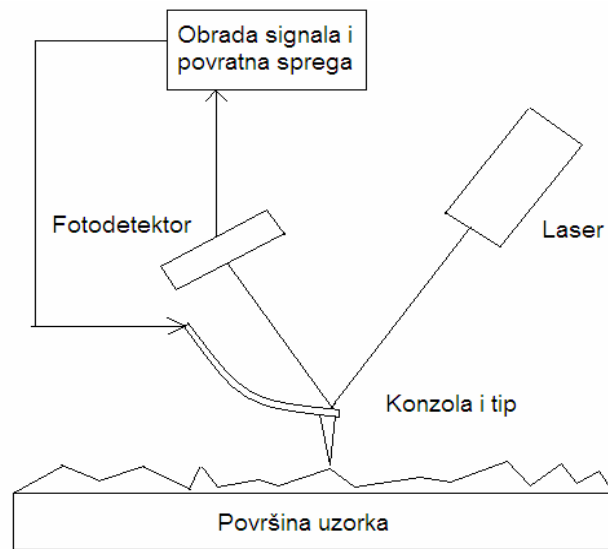 Obrada signala i
povratna sprega
Fotodetektor
Laser
Konzola i tip
Površina uzorka